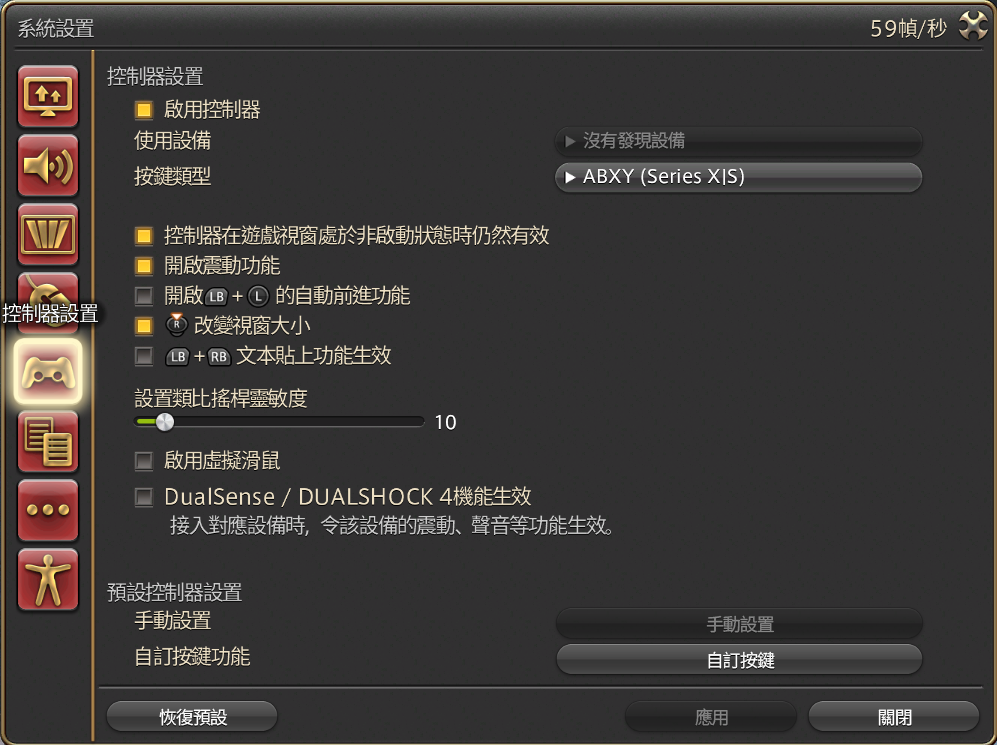 系統設置
59幀/秒
控制器設置
啟用控制器
使用設備
▶沒有發現設備
按鍵類型
▶ABXY (Series X|S)
控制器在遊戲視窗處於非啟動狀態時仍然有效
開啟震動功能
開啟LB+L的自動前進功能
控制器設置
R改變視窗大小
LB+RB文本貼上功能生效
設置類比搖桿靈敏度
10
啟用虛擬滑鼠
DualSense / DUALSHOCK 4機能生效
接入對應設備時，令該設備的震動、聲音等功能生效。
預設控制器設置
手動設置
手動設置
自訂按鍵功能
自訂按鍵
恢復預設
應用
關閉